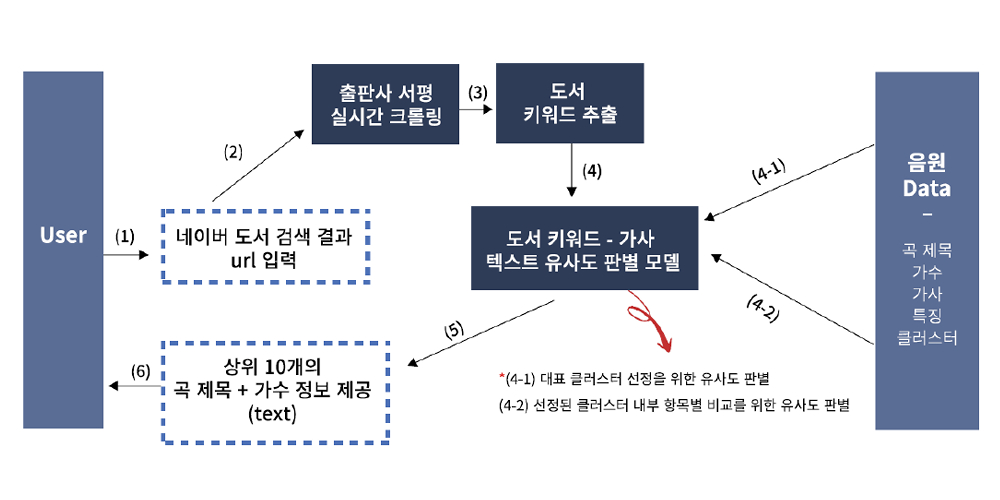 User
(1)
네이버 도서 검색 결과
url 입력
(2)
출판사 서평
실시간 크롤링
(3)
도서
키워드 추출
(4)
도서 키워드 - 가사
텍스트 유사도 판별 모델
(4-1)
(4-2)
음원
Data
–
곡 제목
가수
가사
특징
클러스터
(5)
상위 10개의
곡 제목 + 가수 정보 제공
(text)
(6)
*(4-1) 대표 클러스터 선정을 위한 유사도 판별
(4-2) 선정된 클러스터 내부 항목별 비교를 위한 유사도 판별